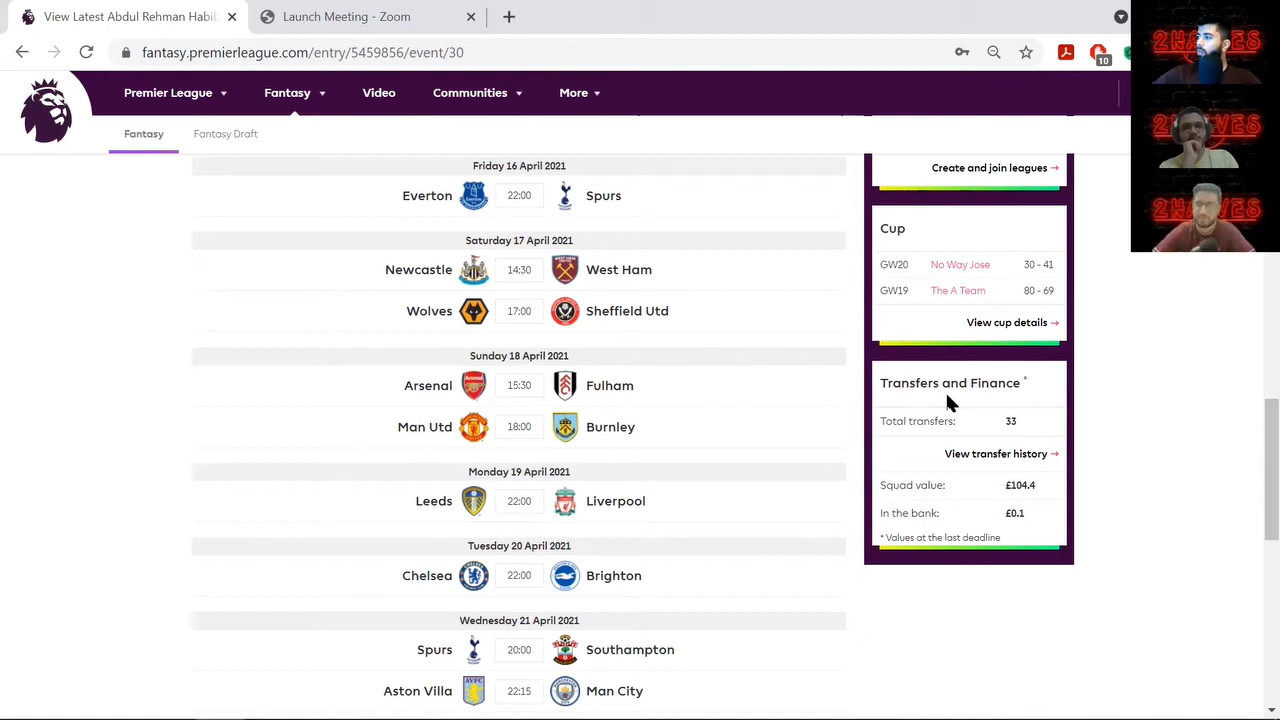 View Latest Abdul Rehman Habib
Launch Meeting - Zoom
fantasy.premierleague.com/entry/5499856/event/30
10
Premier League
Fantasy
Video
Communities
More
Fantasy
Fantasy Draft
Friday 16 April 2021
Everton 22:00 Spurs
Saturday 17 April 2021
Newcastle 14:30 West Ham
Wolves 17:00 Sheffield Utd
Sunday 18 April 2021
Arsenal 15:30 Fulham
Man Utd 18:00 Burnley
Monday 19 April 2021
Leeds 22:00 Liverpool
Tuesday 20 April 2021
Chelsea 22:00 Brighton
Wednesday 21 April 2021
Spurs 20:00 Southampton
Aston Villa 22:15 Man City
Create and join leagues →
Cup
GW20 No Way Jose 30 - 41
GW19 The A Team 80 - 69
View cup details →
Transfers and Finance *
Total transfers: 33
View transfer history →
Squad value: £104.4
In the bank: £0.1
* Values at the last deadline
2HALVES
2HALVES
2HALVES